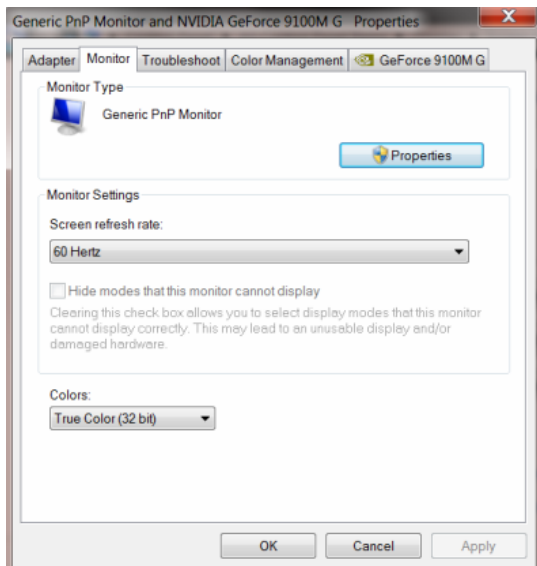 Generic PnP Monitor and NVIDIA GeForce 9100M G Properties
Adapter Monitor Troubleshoot Color Management GeForce 9100M G
Monitor Type
Generic PnP Monitor
Properties
Monitor Settings
Screen refresh rate:
60 Hertz
Hide modes that this monitor cannot display
Clearing this check box allows you to select display modes that this monitor
cannot display correctly. This may lead to an unusable display and/or
damaged hardware.
Colors:
True Color (32 bit)
OK Cancel Apply